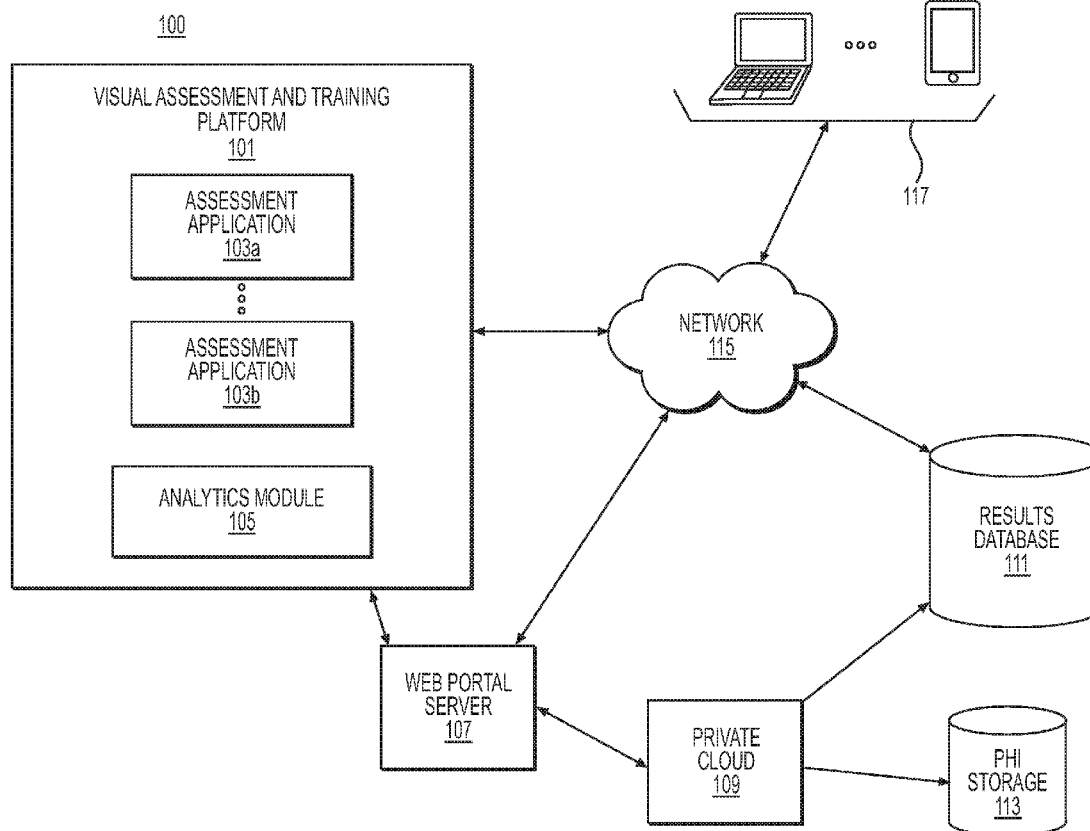 100
VISUAL ASSESSMENT AND TRAINING
PLATFORM
101
ASSESSMENT
APPLICATION
103a
ASSESSMENT
APPLICATION
103b
ANALYTICS MODULE
105
117
NETWORK
115
RESULTS
DATABASE
111
WEB PORTAL
SERVER
107
PRIVATE
CLOUD
109
PHI
STORAGE
113